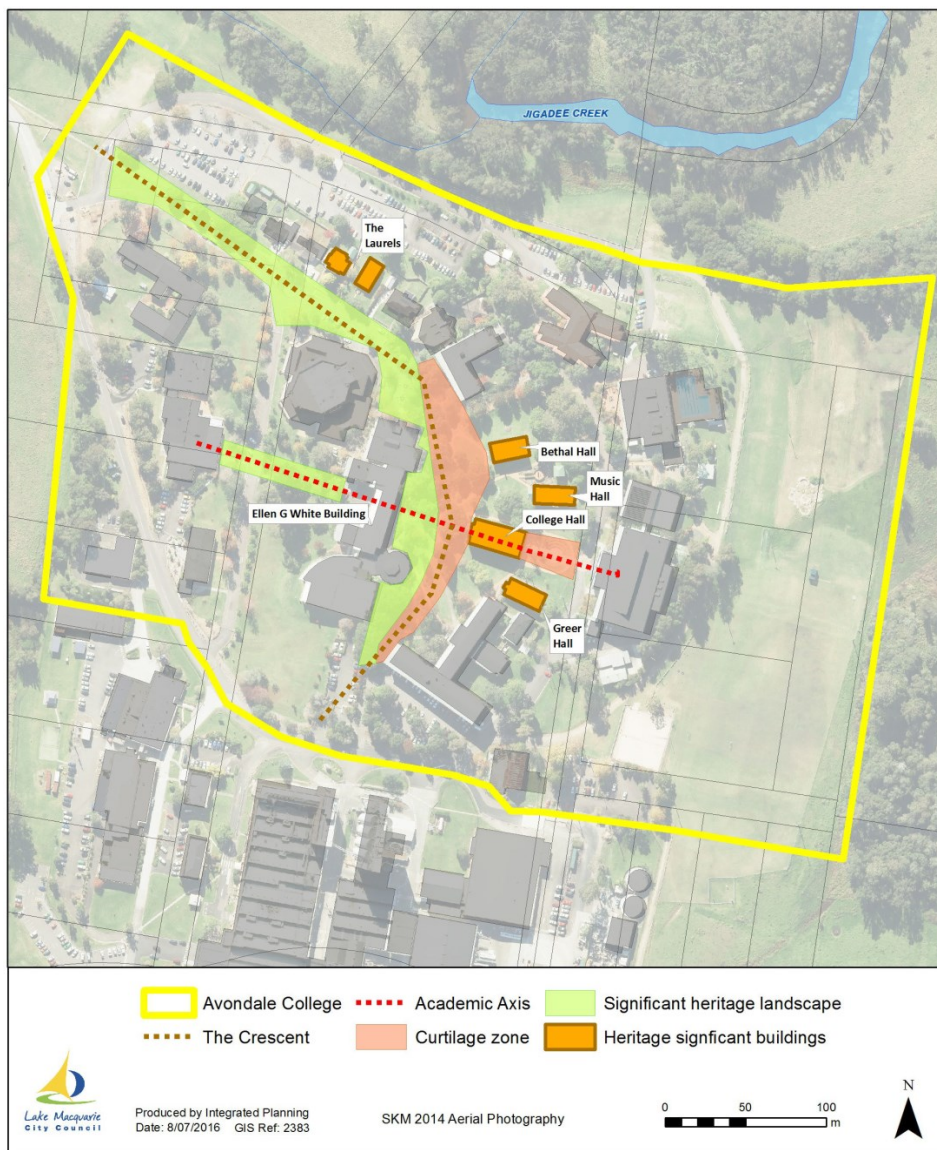 JIGADEE CREEK
The
Laurels
Bethal Hall
Music
Hall
College Hall
Ellen G White Building
Greer
Hall
Avondale College
Academic Axis
Significant heritage landscape
The Crescent
Curtilage zone
Heritage signficant buildings
Lake Macquarie
City Council
Produced by Integrated Planning
Date: 8/07/2016 GIS Ref: 2383
SKM 2014 Aerial Photography
0 50 100
m
N